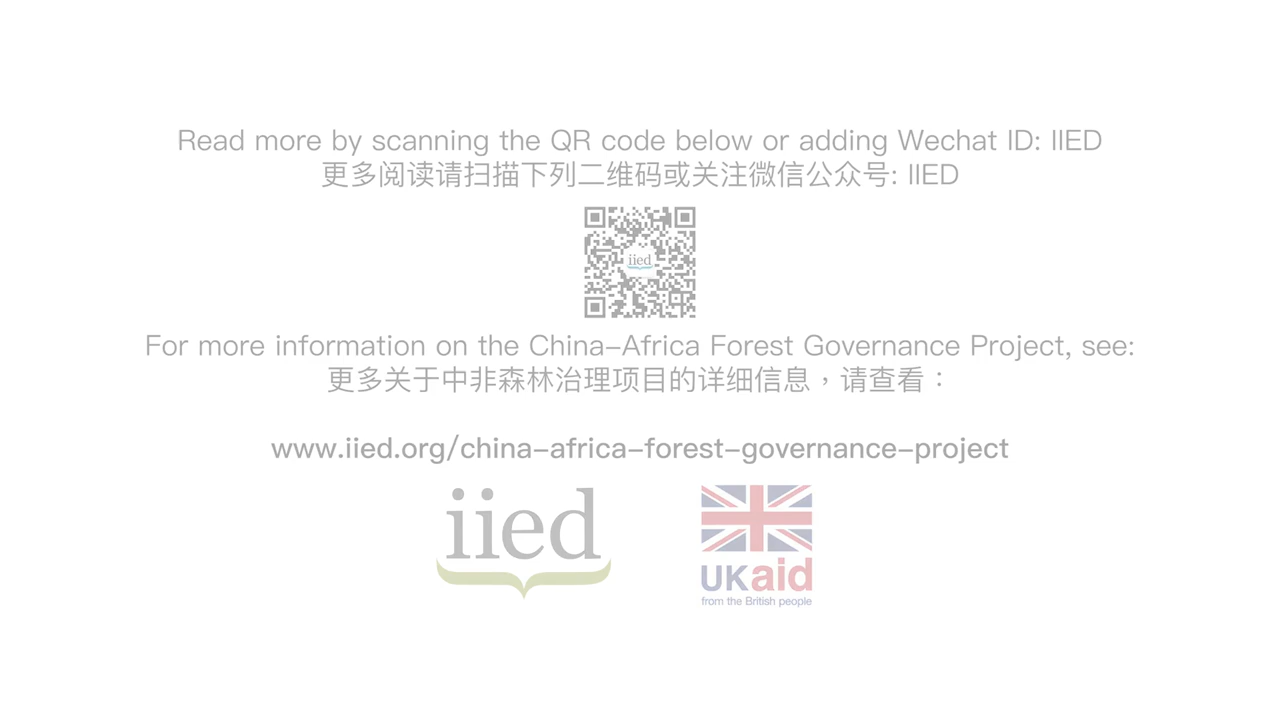 Read more by scanning the QR code below or adding Wechat ID: IIED
更多阅读请扫描下列二维码或关注微信公众号: IIED
iied
For more information on the China–Africa Forest Governance Project, see:
更多关于中非森林治理项目的详细信息，请查看：
www.iied.org/china–africa–forest–governance–project
iied
UKaid
from the British people